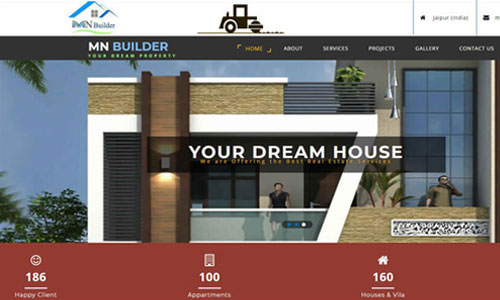 Builder
Jaipur (india)
m
MN BUILDER
YOUR DREAM PROPERTY
HOME
ABOUT
SERVICES
PROJECTS
GALLERY
CONTACT US
YOUR DREAM HOUSE
We are Offering the Best Real Estate Services
186
Happy Client
100
Appartments
160
Houses & Vila